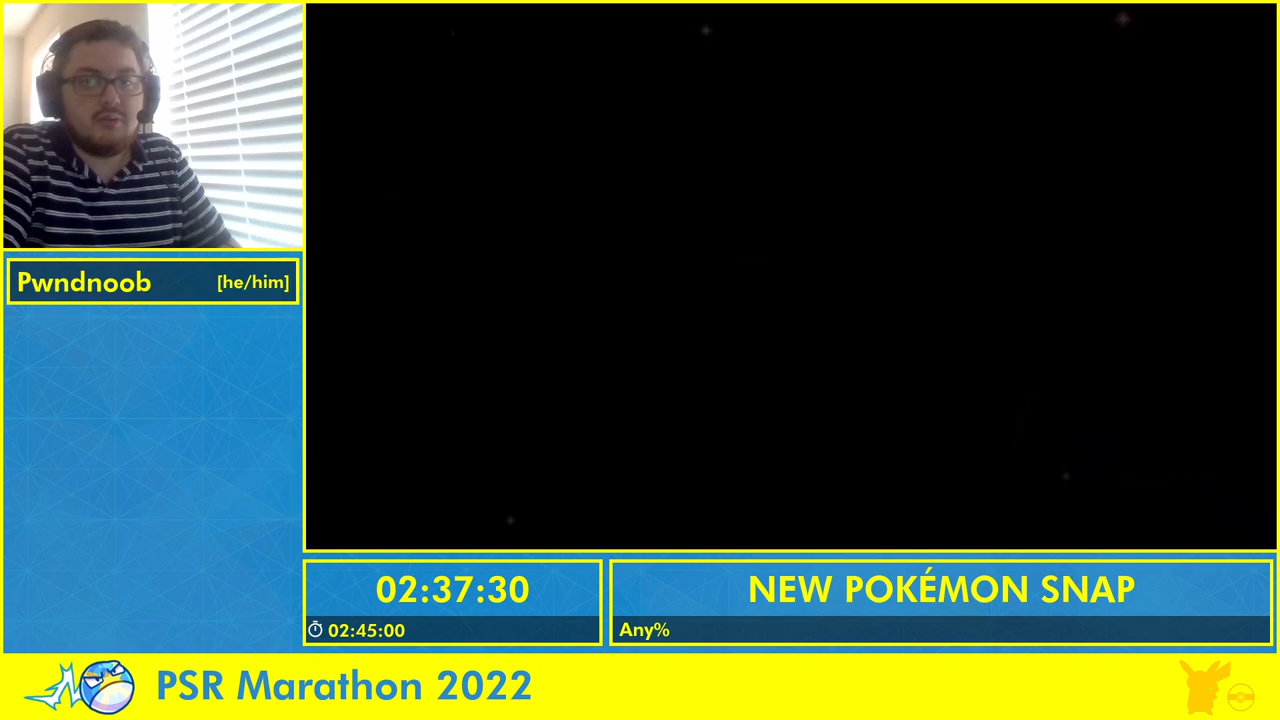 Pwndnoob
[he/him]
02:37:30
02:45:00
NEW POKÉMON SNAP
Any%
PSR Marathon 2022